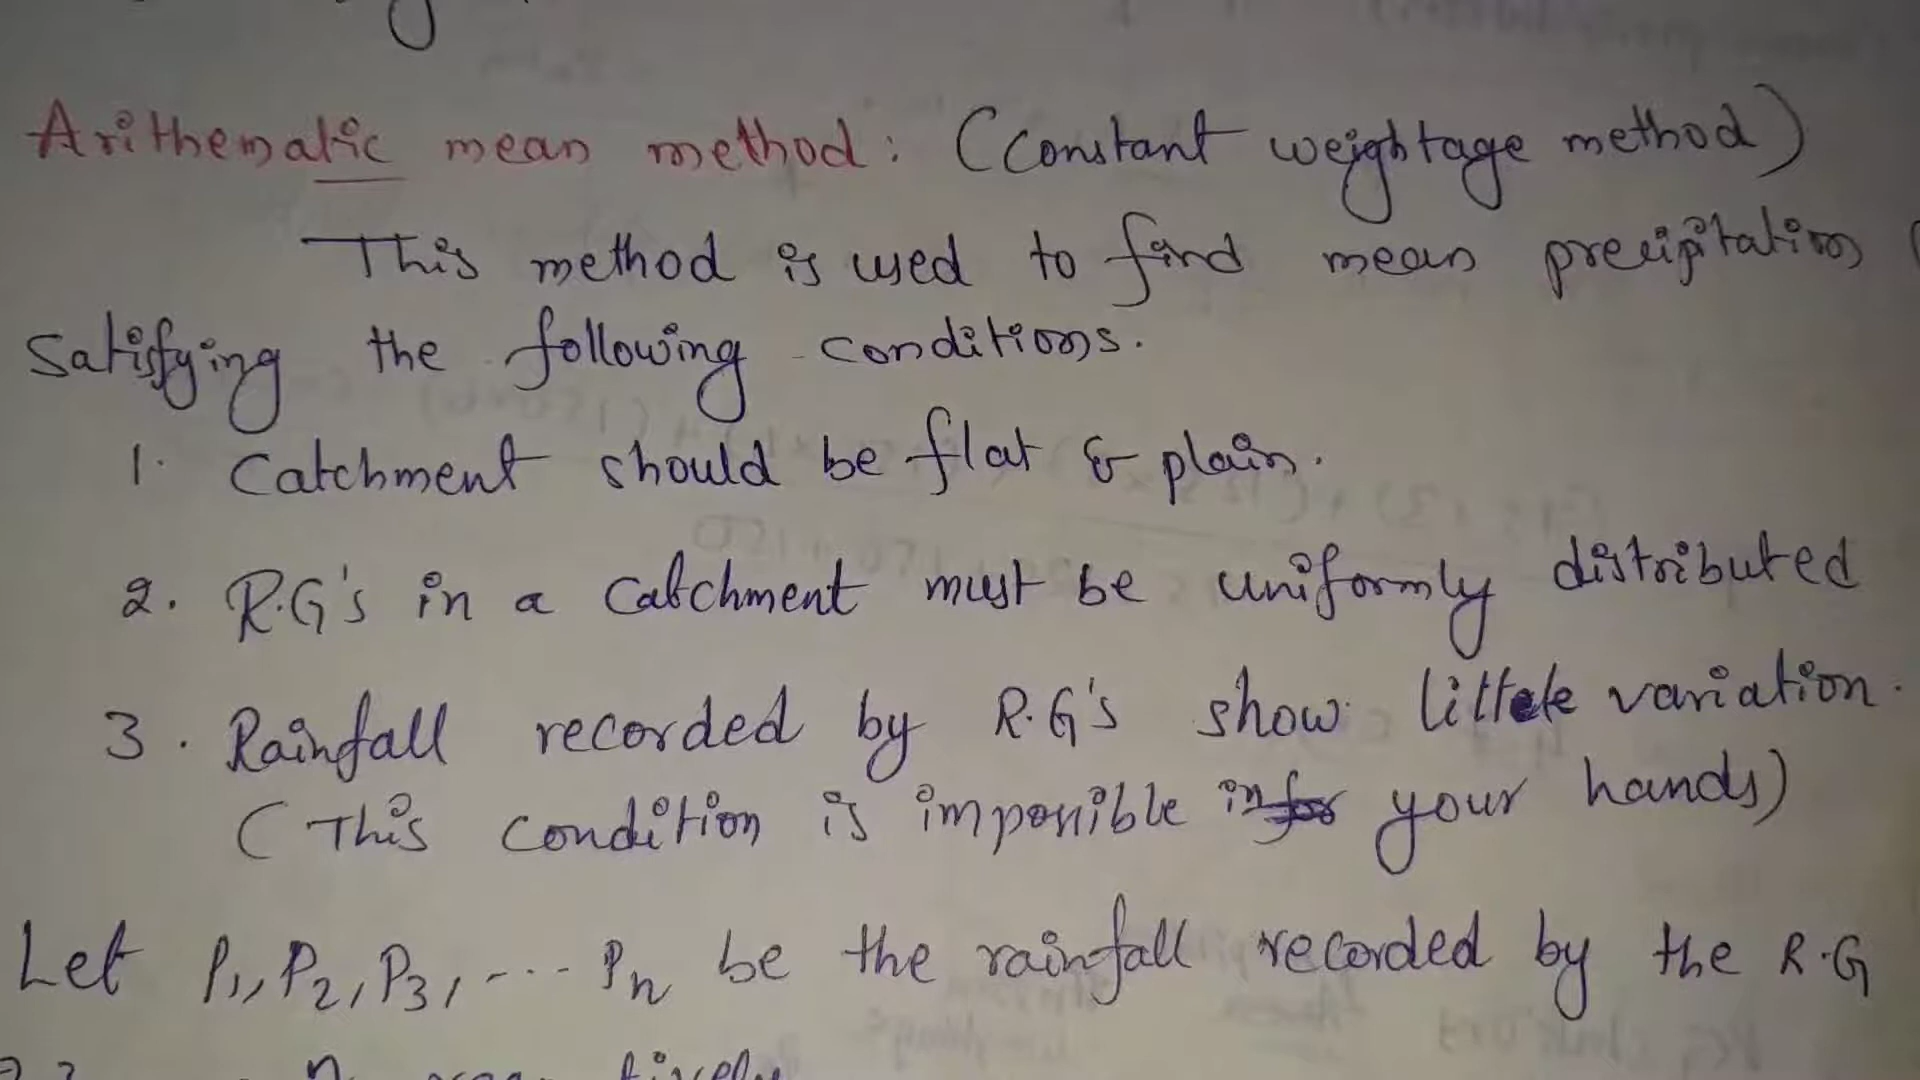 Arithematic mean method: (Constant weightage method)
This method is used to find mean precipitation
Satisfying the following conditions.
1. Catchment should be flat & plain.
2. R.G's in a catchment must be uniformly distributed
3. Rainfall recorded by R.G's show littele variation.
(This condition is impossible in for your hands)
Let P1, P2, P3, .... Pn be the rainfall recorded by the R.G